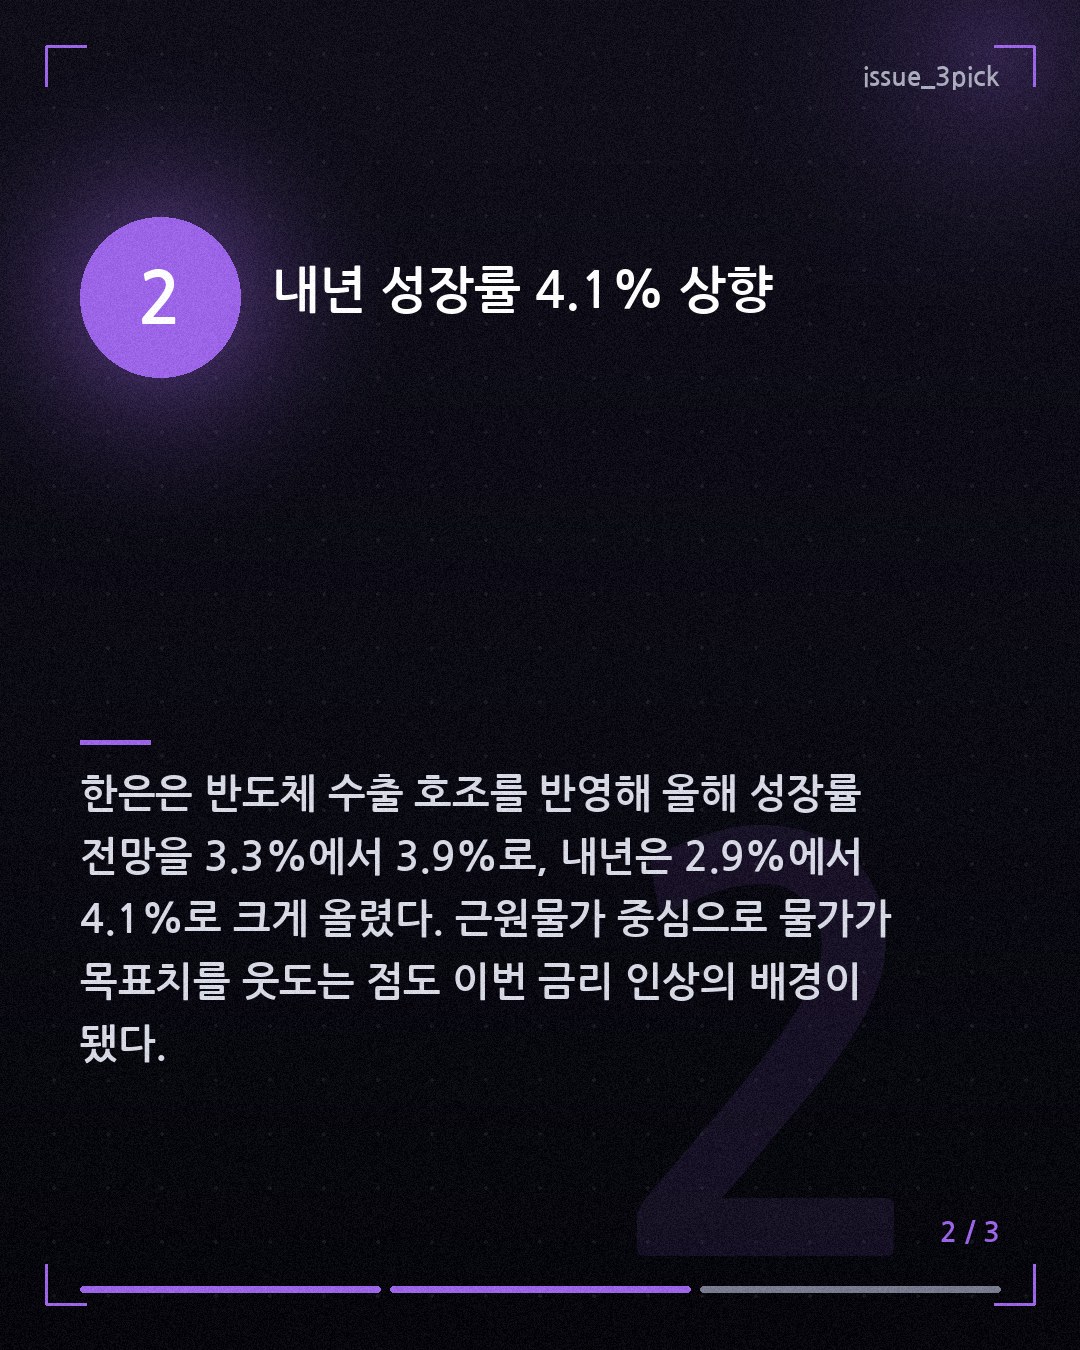 issue_3pick
2
내년 성장률 4.1% 상향
한은은 반도체 수출 호조를 반영해 올해 성장률
전망을 3.3%에서 3.9%로, 내년은 2.9%에서
4.1%로 크게 올렸다. 근원물가 중심으로 물가가
목표치를 웃도는 점도 이번 금리 인상의 배경이
됐다.
2
2 / 3